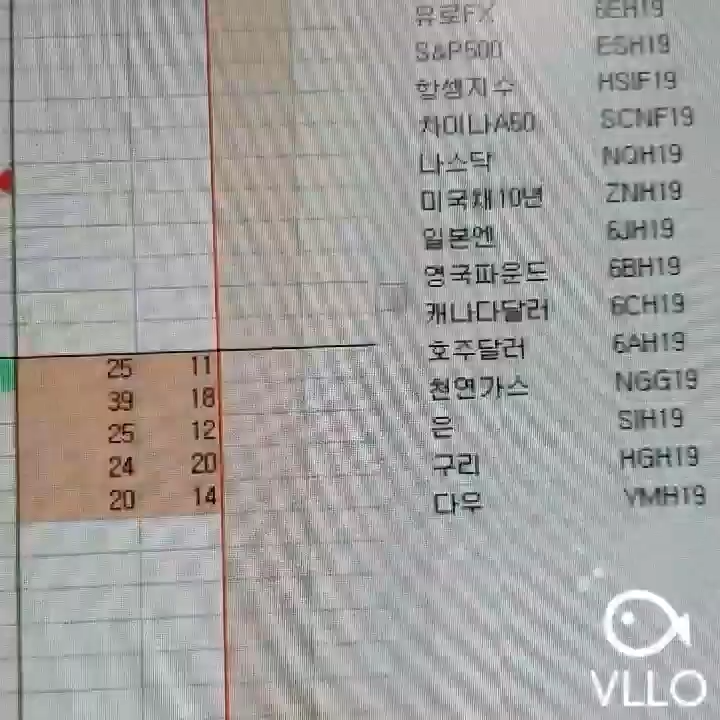 유로FX 6EH19
S&P500 ESH19
항셍지수 HSIF19
차이나A50 SCNF19
나스닥 NQH19
미국채10년 ZNH19
일본엔 6JH19
영국파운드 6BH19
캐나다달러 6CH19
호주달러 6AH19
25 11 천연가스 NGG19
39 18 은 SIH19
25 12 구리 HGH19
24 20 다우 YMH19
20 14
VLLO